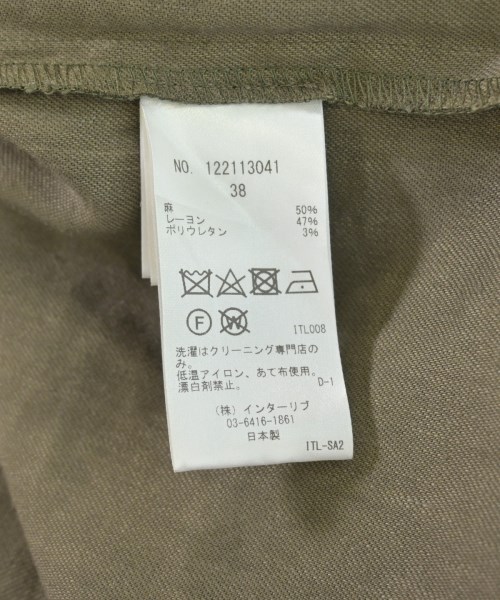 NO. 122113041
38
麻 50%
レーヨン 47%
ポリウレタン 3%
F W
ITL008
洗濯はクリーニング専門店の
み。
低温アイロン、あて布使用。
漂白剤禁止。 D-1
(株) インターリブ
03-6416-1861
日本製
ITL-SA2